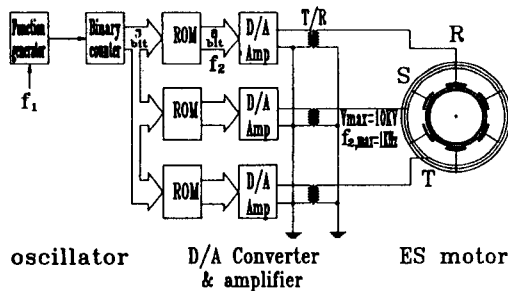 T/R
Function
generator
Binary
counter
bit
ROM
8
bit
D/A
Amp
R
f1
f2
S
ROM
D/A
Amp
Vmax=10KV
f2,max=1KHz
ROM
D/A
Amp
T
oscillator
D/A Converter
& amplifier
ES motor